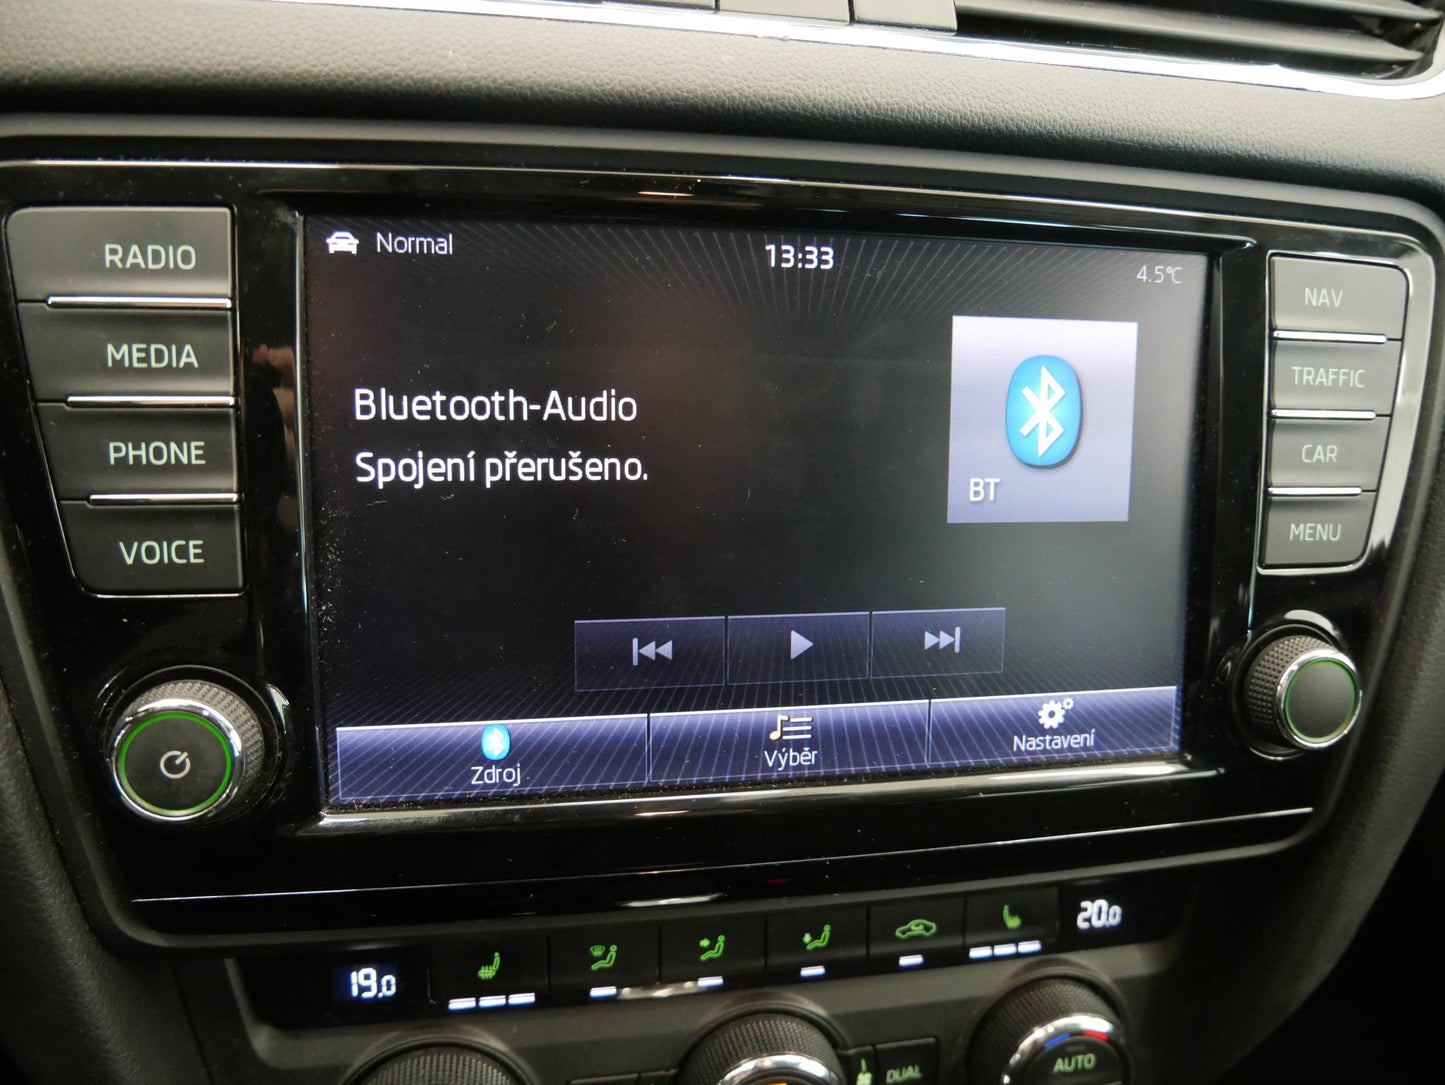 Normal
13:33
4.5°C
RADIO
MEDIA
PHONE
VOICE
Bluetooth-Audio
Spojení přerušeno.
BT
Zdroj
Výběr
Nastavení
NAV
TRAFFIC
CAR
MENU
19.0
20.0
DUAL
AUTO